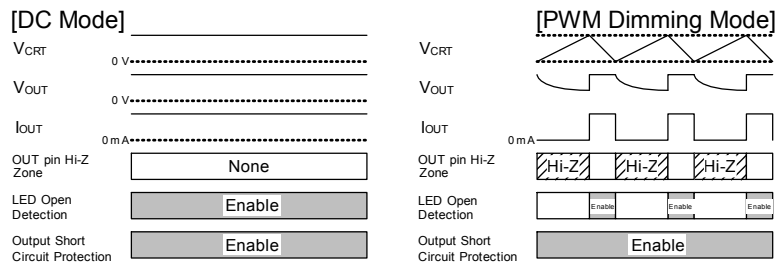 [DC Mode]
VCRT
0 V
VOUT
0 V
IOUT
0 mA
OUT pin Hi-Z
Zone
None
LED Open
Detection
Enable
Output Short
Circuit Protection
Enable
[PWM Dimming Mode]
VCRT
VOUT
IOUT
0 mA
OUT pin Hi-Z
Zone
Hi-Z
Hi-Z
Hi-Z
LED Open
Detection
Enable
Enable
Enable
Output Short
Circuit Protection
Enable